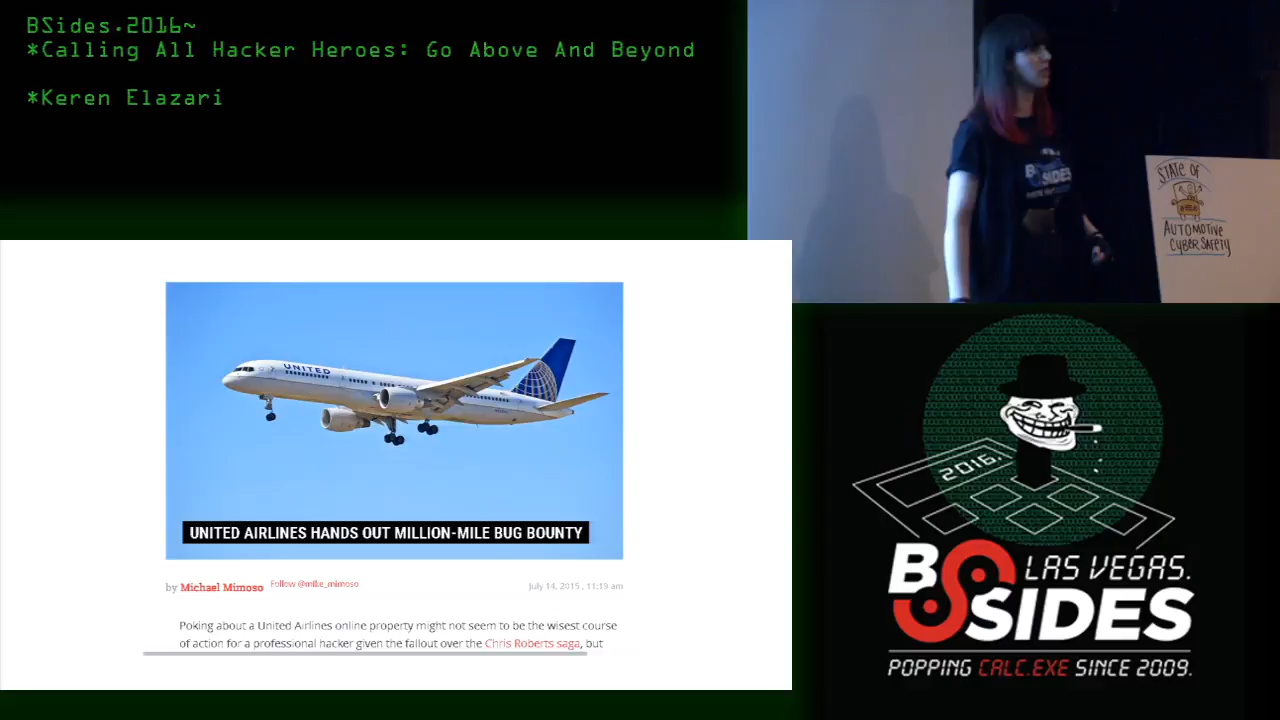 BSides.2016~
*Calling All Hacker Heroes: Go Above And Beyond
*Keren Elazari
SIDES
STATE OF
AUTOMOTIVE
CYBER SAFETY
UNITED
UNITED AIRLINES HANDS OUT MILLION-MILE BUG BOUNTY
by Michael Mimoso Follow @mike_mimoso July 14, 2015 , 11:19 am
Poking about a United Airlines online property might not seem to be the wisest course
of action for a professional hacker given the fallout over the Chris Roberts saga, but
2016.
BSIDES LAS VEGAS.
POPPING CALC.EXE SINCE 2009.